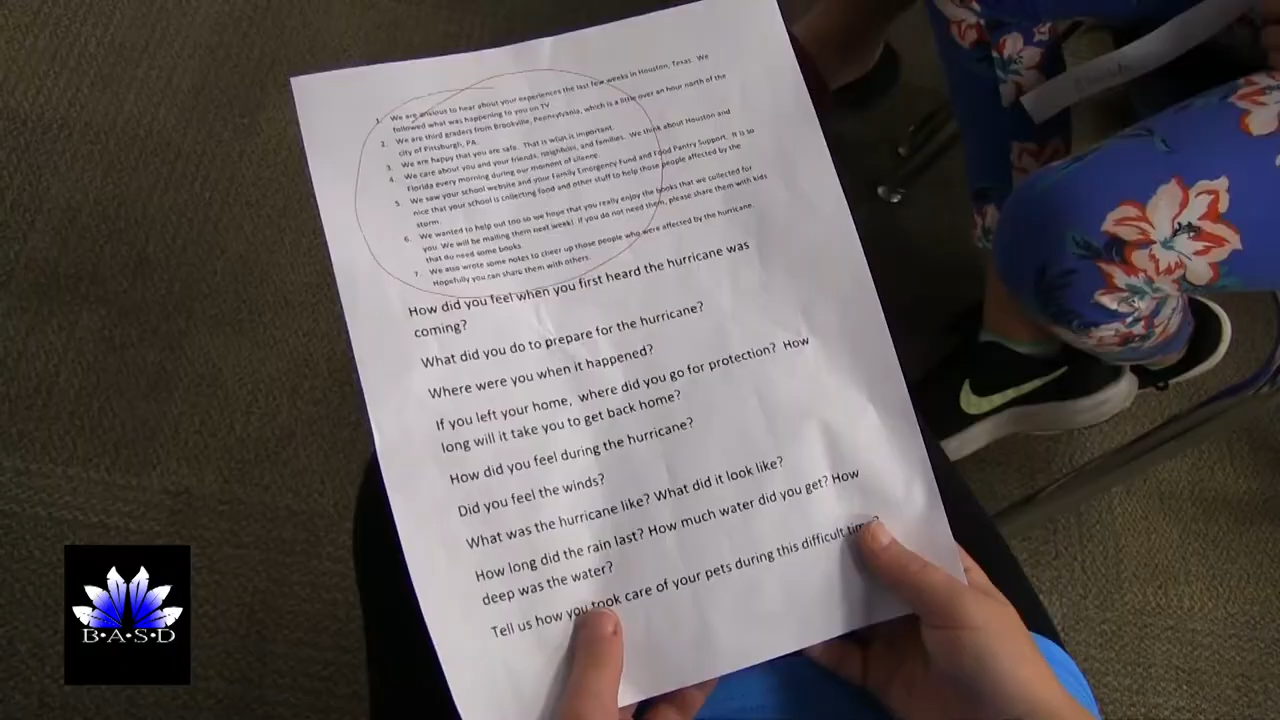 1. We are anxious to hear about your experiences the last few weeks in Houston, Texas. We
followed what was happening to you on TV
2. We are third graders from Brookville, Pennsylvania, which is a little over an hour north of the
city of Pittsburgh, PA.
3. We are happy that you are safe. That is what is important.
4. We care about you and your friends, neighbors, and families. We think about Houston and
Florida every morning during our moment of silence.
5. We saw your school website and your Family Emergency Fund and Food Pantry Support. It is so
nice that your school is collecting food and other stuff to help those people affected by the
storm.
6. We wanted to help out too so we hope that you really enjoy the books that we collected for
you. We will be mailing them next week! If you do not need them, please share them with kids
that do need some books.
7. We also wrote some notes to cheer up those people who were affected by the hurricane.
Hopefully you can share them with others.
How did you feel when you first heard the hurricane was
coming?
What did you do to prepare for the hurricane?
Where were you when it happened?
If you left your home, where did you go for protection? How
long will it take you to get back home?
How did you feel during the hurricane?
Did you feel the winds?
What was the hurricane like? What did it look like?
How long did the rain last? How much water did you get? How
deep was the water?
Tell us how you took care of your pets during this difficult time?
B•A•S•D